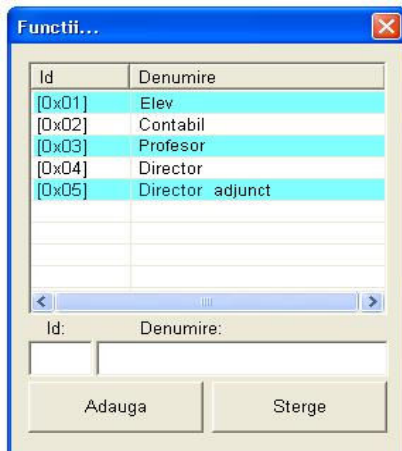 Functii...
Id Denumire
[0x01] Elev
[0x02] Contabil
[0x03] Profesor
[0x04] Director
[0x05] Director adjunct
Id: Denumire:
Adauga Sterge